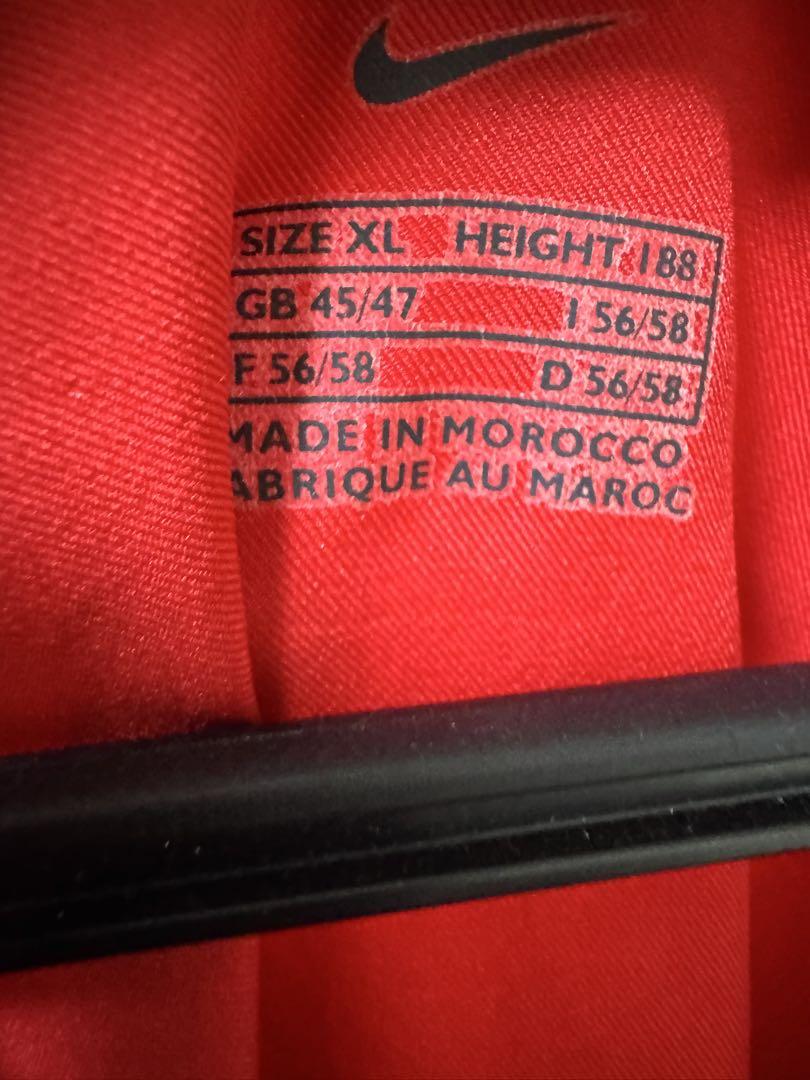 SIZE XL HEIGHT 188
GB 45/47 I 56/58
F 56/58 D 56/58
MADE IN MOROCCO
ABRIQUE AU MAROC